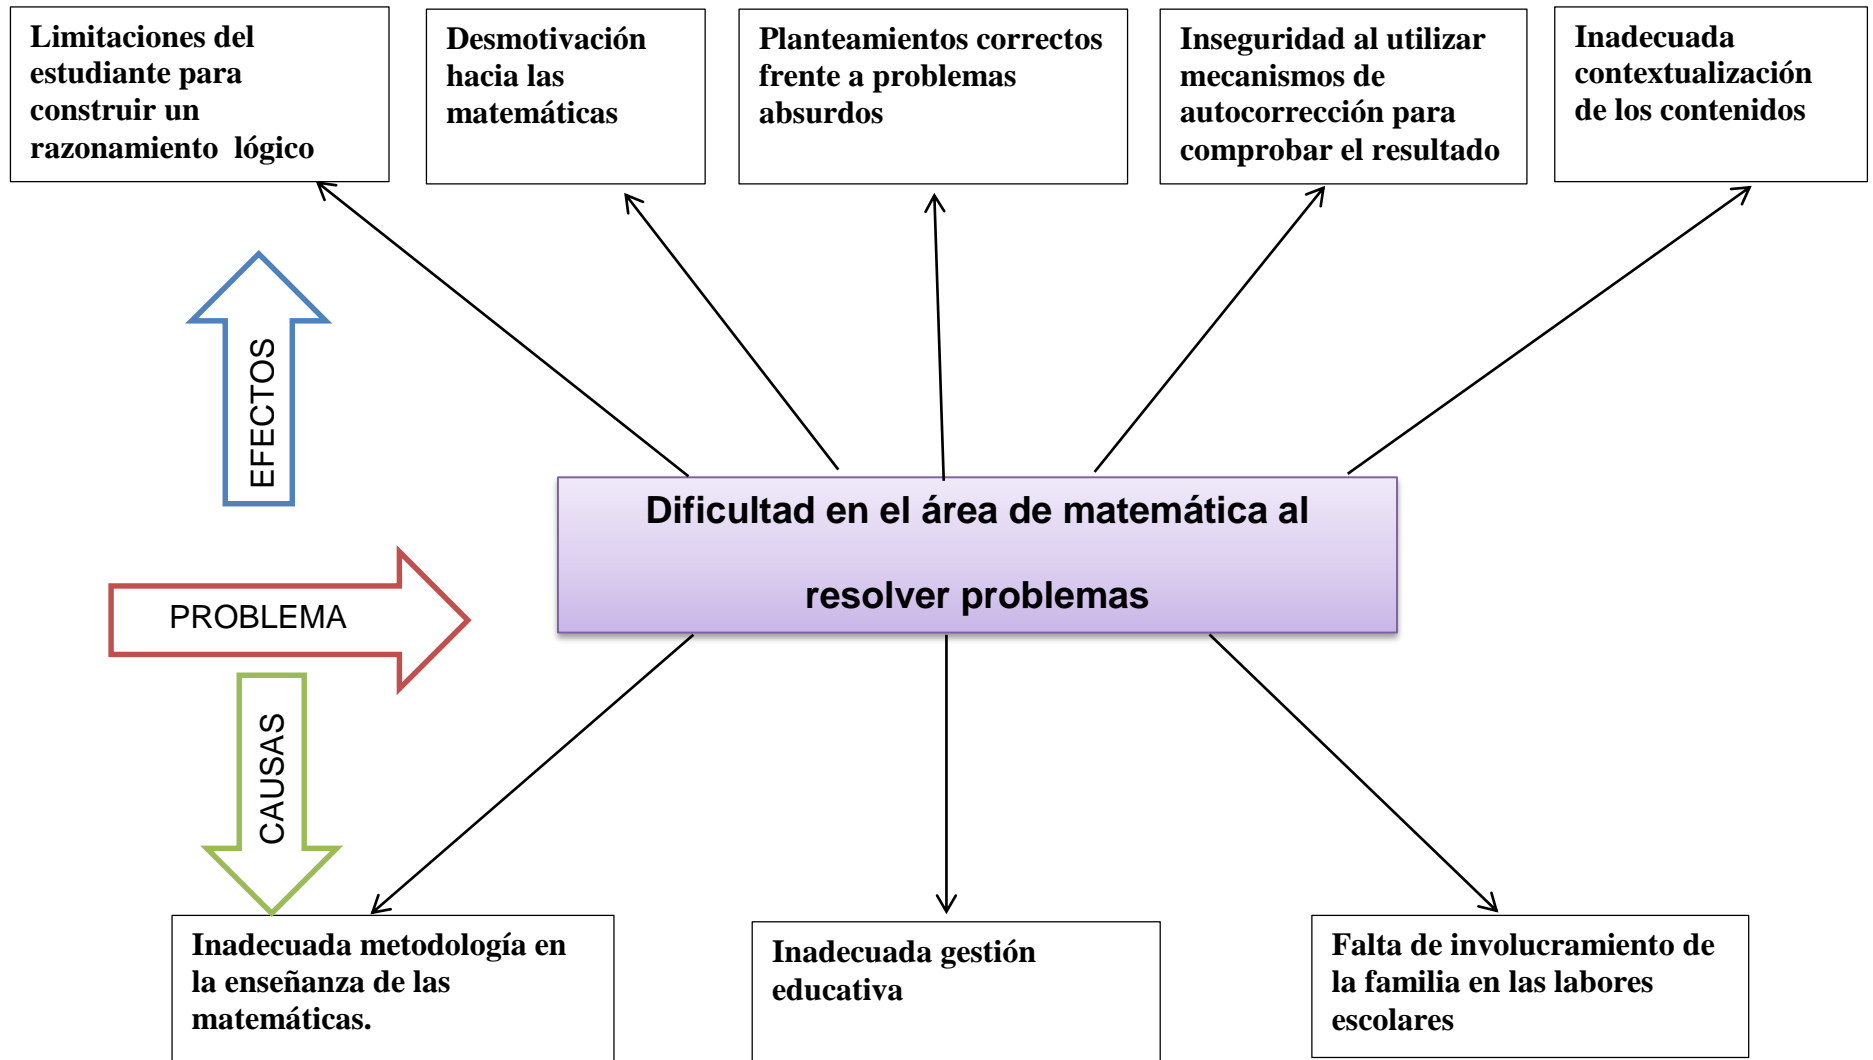 Limitaciones del
estudiante para
construir un
razonamiento lógico
Desmotivación
hacia las
matemáticas
Planteamientos correctos
frente a problemas
absurdos
Inseguridad al utilizar
mecanismos de
autocorrección para
comprobar el resultado
Inadecuada
contextualización
de los contenidos
EFECTOS
Dificultad en el área de matemática al
resolver problemas
PROBLEMA
CAUSAS
Inadecuada metodología en
la enseñanza de las
matemáticas.
Inadecuada gestión
educativa
Falta de involucramiento de
la familia en las labores
escolares